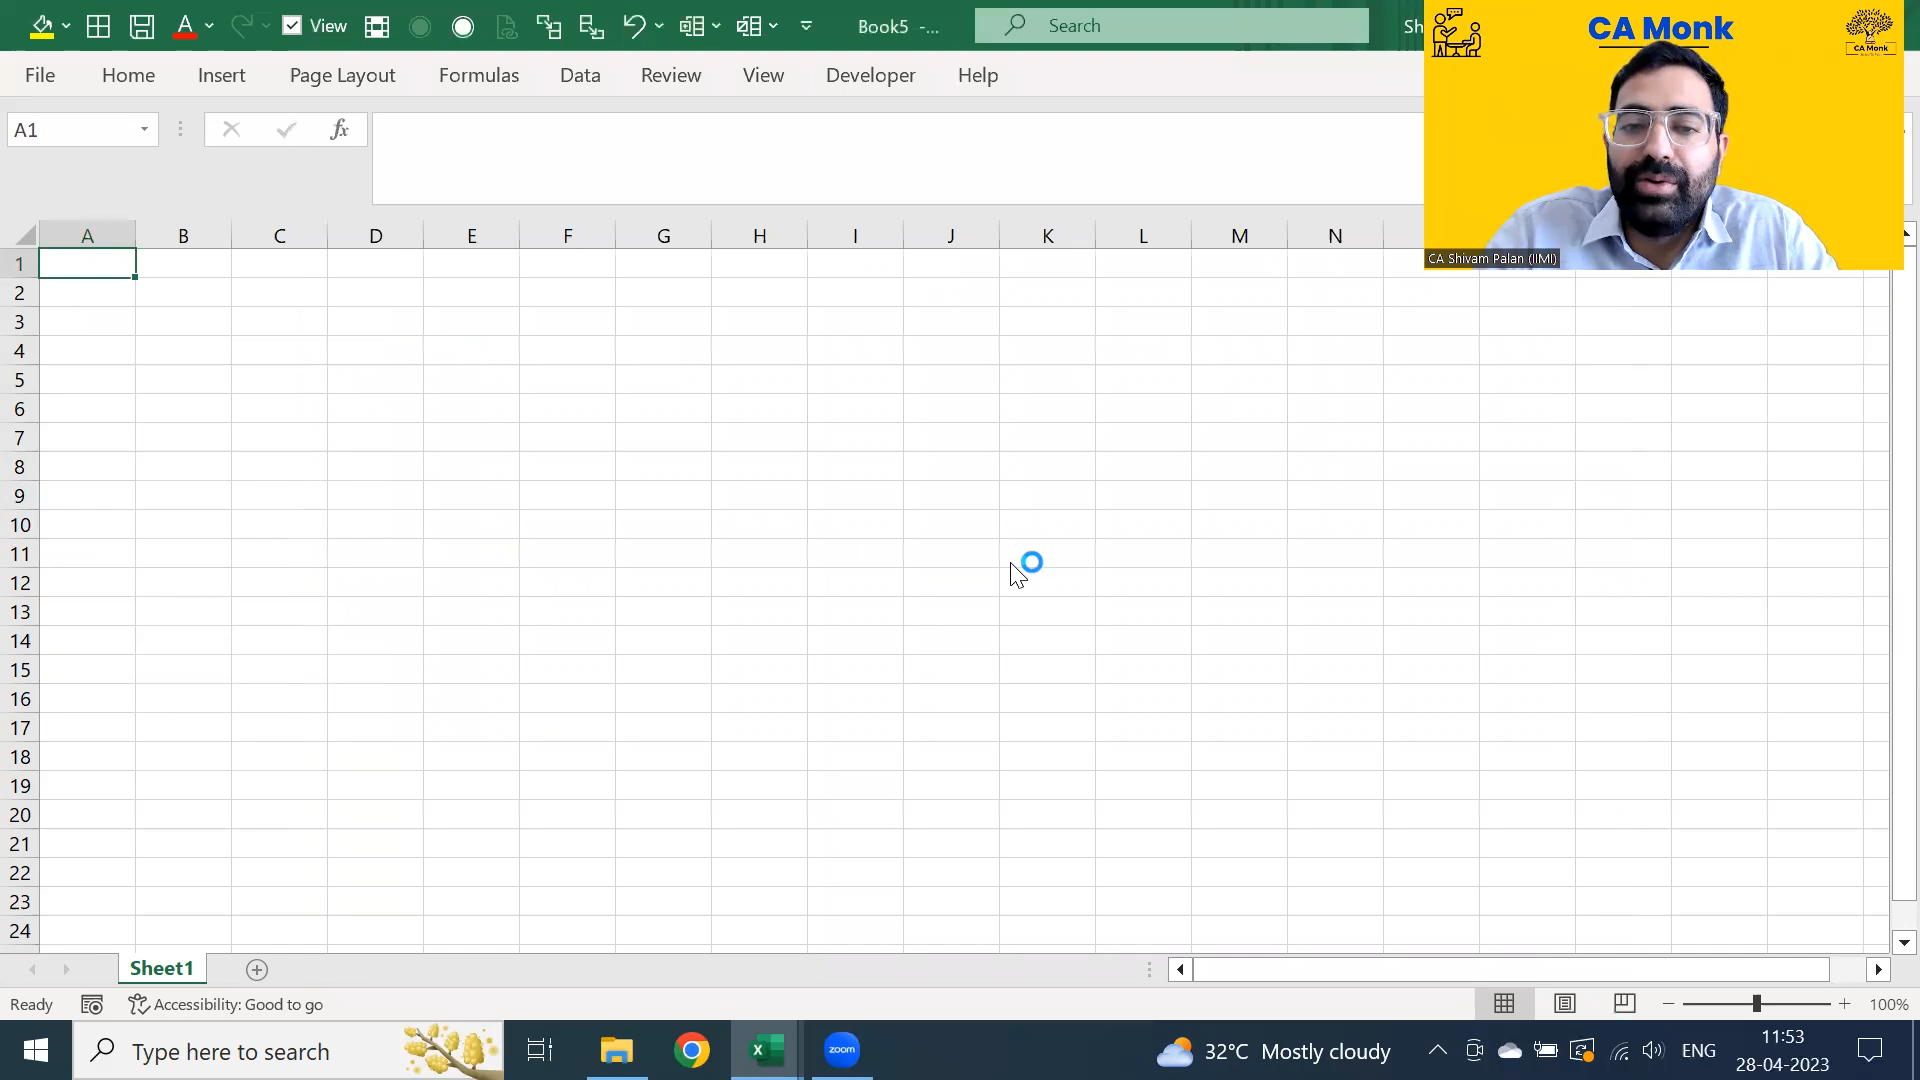 View
Book5 -...
Search
Sh
CA Monk
CA Monk
File
Home
Insert
Page Layout
Formulas
Data
Review
View
Developer
Help
A1
fx
CA Shivam Palan (IIMI)
A B C D E F G H I J K L M N
1
2
3
4
5
6
7
8
9
10
11
12
13
14
15
16
17
18
19
20
21
22
23
24
Sheet1
Ready
Accessibility: Good to go
100%
Type here to search
zoom
32°C Mostly cloudy
ENG
11:53
28-04-2023